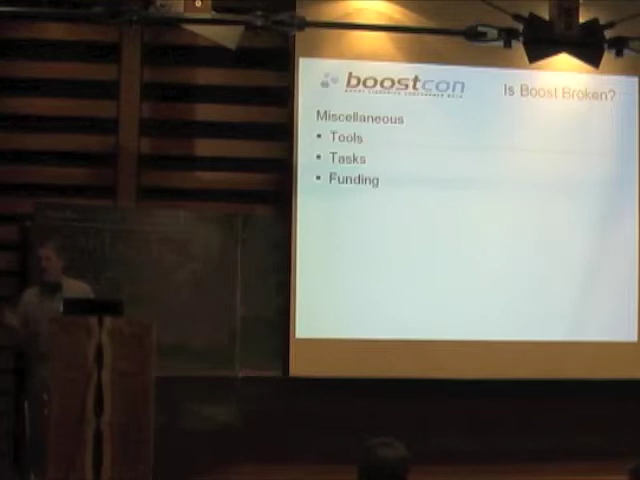 boostcon
Is Boost Broken?
Miscellaneous
▪ Tools
▪ Tasks
▪ Funding